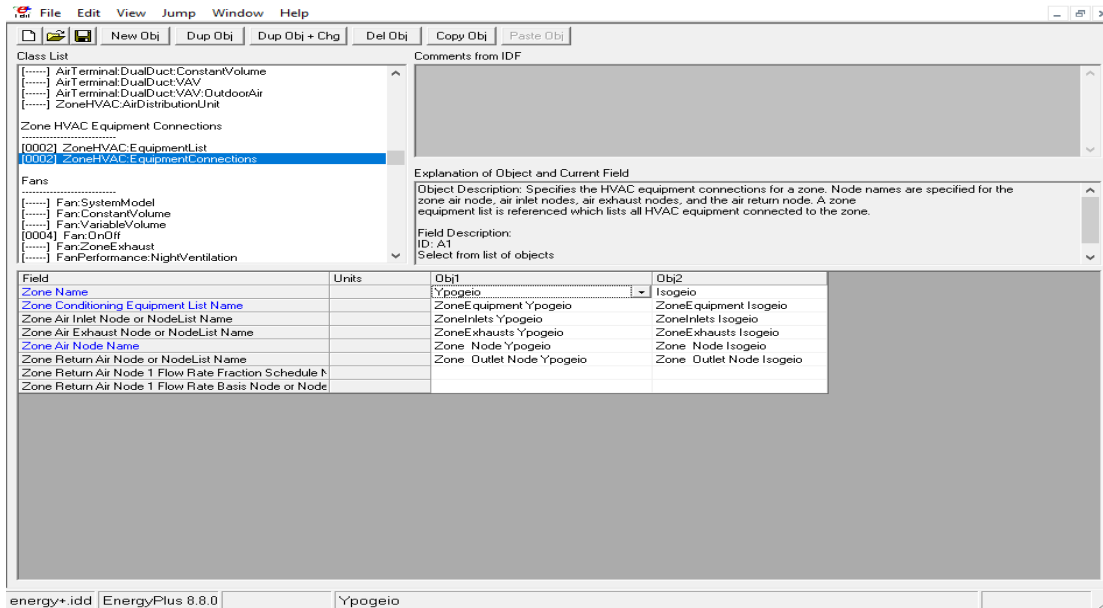 File Edit View Jump Window Help
New Obj Dup Obj Dup Obj + Chg Del Obj Copy Obj Paste Obj
Class List
[------] AirTerminal:DualDuct:ConstantVolume
[------] AirTerminal:DualDuct:VAV
[------] AirTerminal:DualDuct:VAV:OutdoorAir
[------] ZoneHVAC:AirDistributionUnit
Zone HVAC Equipment Connections
--------------------------
[0002] ZoneHVAC:EquipmentList
[0002] ZoneHVAC:EquipmentConnections
Fans
--------------------------
[------] Fan:SystemModel
[------] Fan:ConstantVolume
[------] Fan:VariableVolume
[0004] Fan:OnOff
[------] Fan:ZoneExhaust
[------] FanPerformance:NightVentilation
Comments from IDF
Explanation of Object and Current Field
Object Description: Specifies the HVAC equipment connections for a zone. Node names are specified for the
zone air node, air inlet nodes, air exhaust nodes, and the air return node. A zone
equipment list is referenced which lists all HVAC equipment connected to the zone.
Field Description:
ID: A1
Select from list of objects
Field Units Obj1 Obj2
Zone Name Ypogeio Isogeio
Zone Conditioning Equipment List Name ZoneEquipment Ypogeio ZoneEquipment Isogeio
Zone Air Inlet Node or NodeList Name ZoneInlets Ypogeio ZoneInlets Isogeio
Zone Air Exhaust Node or NodeList Name ZoneExhausts Ypogeio ZoneExhausts Isogeio
Zone Air Node Name Zone Node Ypogeio Zone Node Isogeio
Zone Return Air Node or NodeList Name Zone Outlet Node Ypogeio Zone Outlet Node Isogeio
Zone Return Air Node 1 Flow Rate Fraction Schedule N
Zone Return Air Node 1 Flow Rate Basis Node or Node
energy+.idd EnergyPlus 8.8.0 Ypogeio